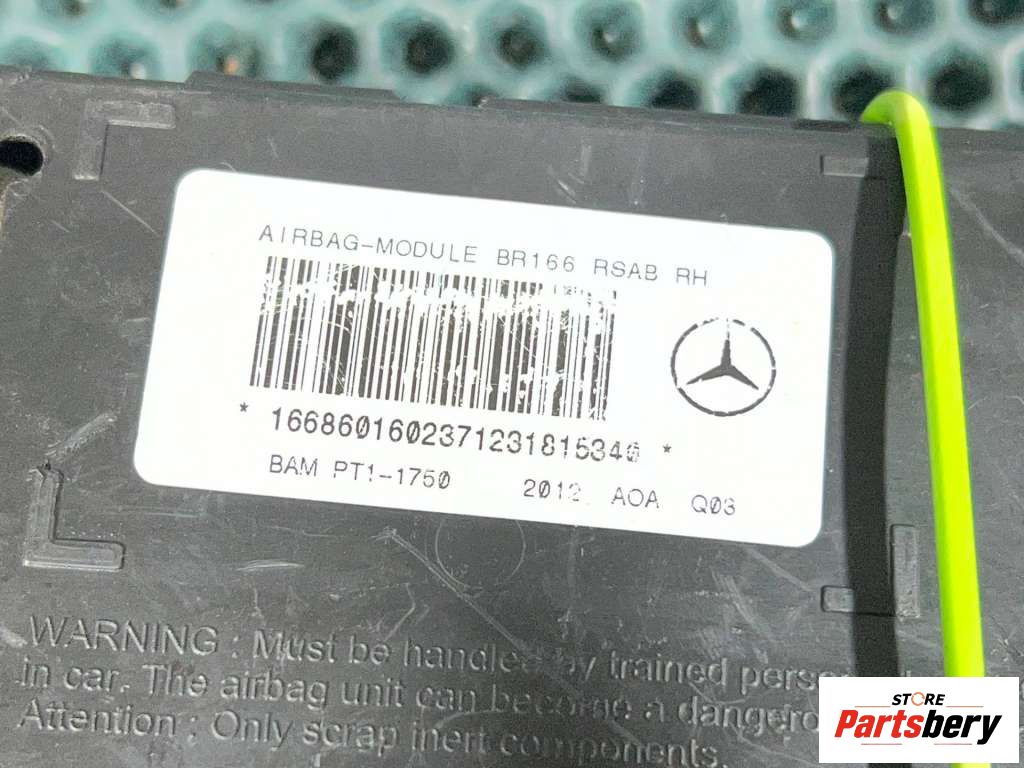 AIRBAG-MODULE BR166 RSAB RH
* 1668601602371231815346 *
BAM PT1-1750 2012 AOA Q03
WARNING : Must be handled by trained
in car. The airbag unit can become a
Attention : Only scrap inert components.
STORE
Partsbery